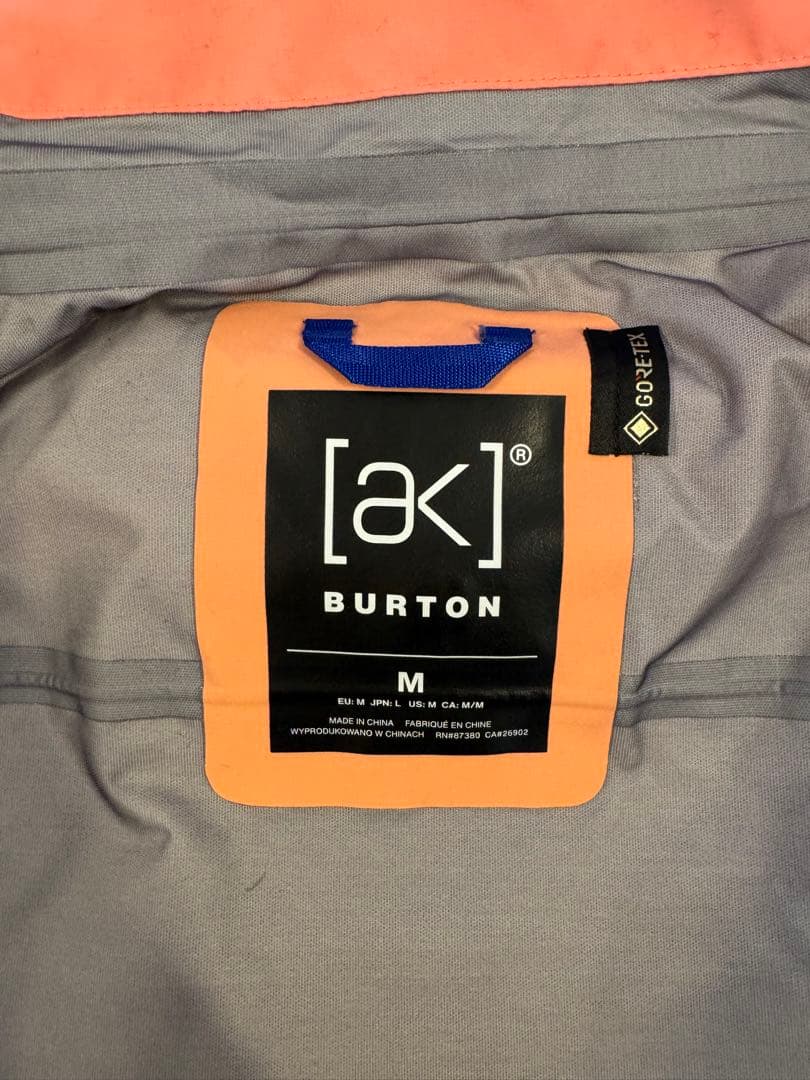 GORE-TEX
[ak]®
BURTON
M
EU: M JPN: L US: M CA: M/M
MADE IN CHINA FABRIQUÉ EN CHINE
WYPRODUKOWANO W CHINACH RN#87380 CA#26902